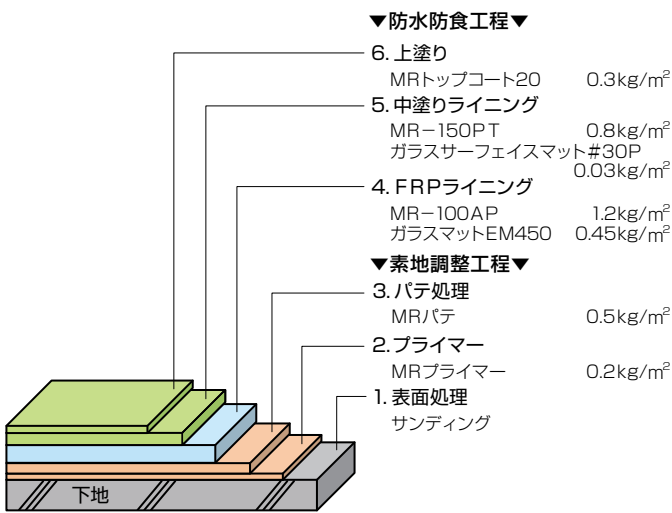 ▼防水防食工程▼
6. 上塗り
MRトップコート20 0.3kg/m²
5. 中塗りライニング
MR−150PT 0.8kg/m²
ガラスサーフェイスマット#30P
0.03kg/m²
4. FRPライニング
MR−100AP 1.2kg/m²
ガラスマットEM450 0.45kg/m²
▼素地調整工程▼
3. パテ処理
MRパテ 0.5kg/m²
2. プライマー
MRプライマー 0.2kg/m²
1. 表面処理
サンディング
下地